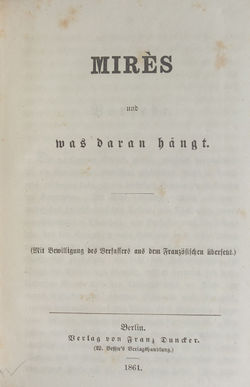 MIRÈS
und
was daran hängt.
(Mit Bewilligung des Verfassers aus dem Französischen übersetzt.)
Berlin.
Verlag von Franz Duncker.
(W. Besser's Verlagshandlung.)
1861.